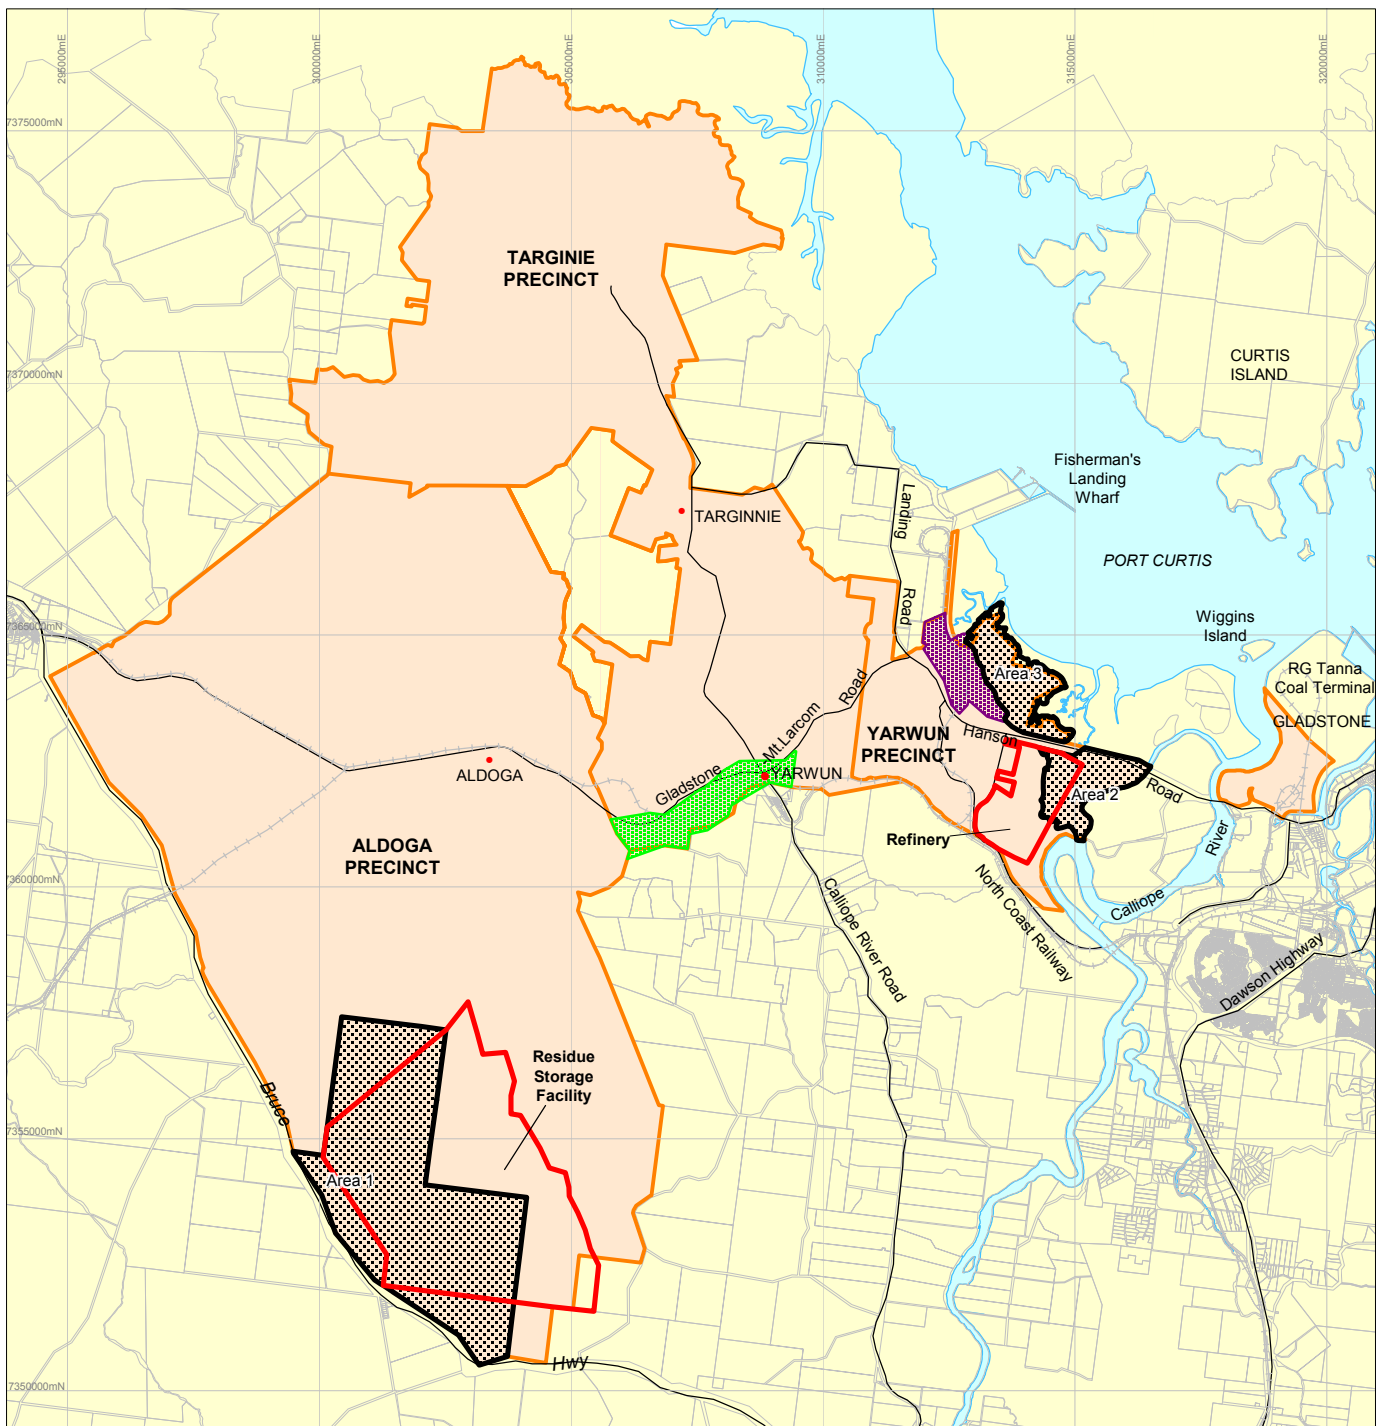 295000mE
300000mE
305000mE
310000mE
315000mE
320000mE
7375000mN
TARGINIE
PRECINCT
CURTIS
ISLAND
7370000mN
Fisherman's
Landing
Wharf
Landing
Road
TARGINNIE
PORT CURTIS
Wiggins
Island
7365000mN
RG Tanna
Coal Terminal
GLADSTONE
Area 3
Mt.Larcom
Road
YARWUN
PRECINCT
Hanson
Road
ALDOGA
Gladstone
YARWUN
Area 2
River
Refinery
ALDOGA
PRECINCT
7360000mN
North Coast Railway
Calliope
Calliope River Road
Dawson Highway
Residue
Storage
Facility
Bruce
7355000mN
Area 1
Hwy
7350000mN